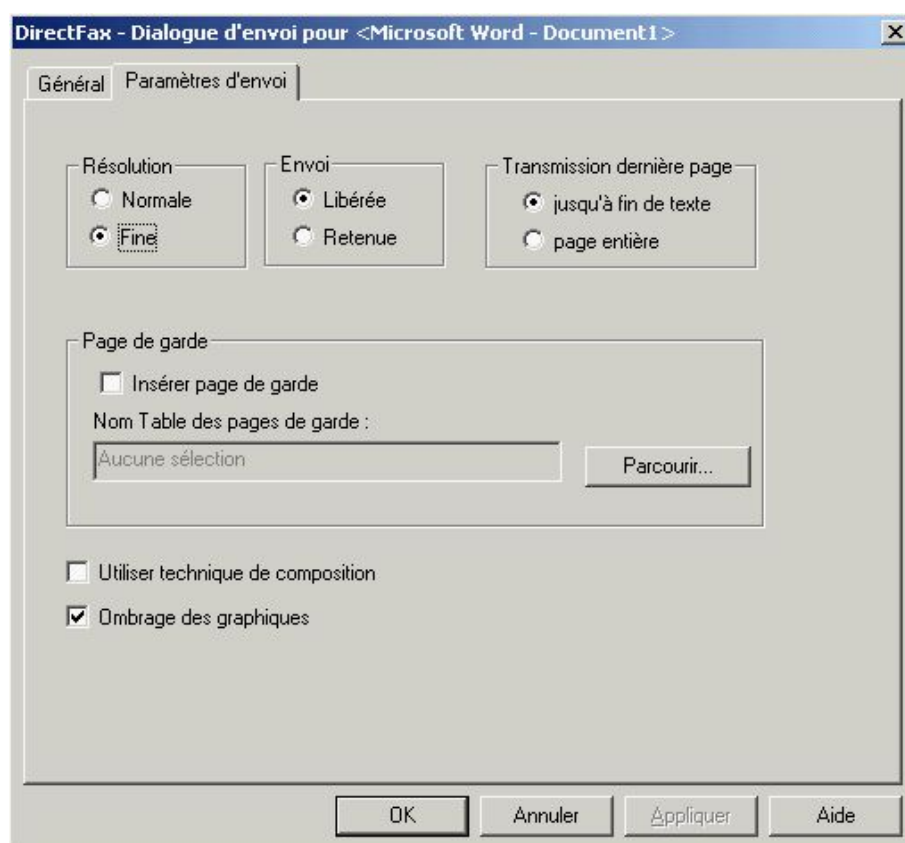 DirectFax - Dialogue d'envoi pour <Microsoft Word - Document1>
Général Paramètres d'envoi
Résolution Envoi Transmission dernière page
Normale Libérée jusqu'à fin de texte
Fine Retenue page entière
Page de garde
Insérer page de garde
Nom Table des pages de garde :
Aucune sélection Parcourir...
Utiliser technique de composition
Ombrage des graphiques
OK Annuler Appliquer Aide